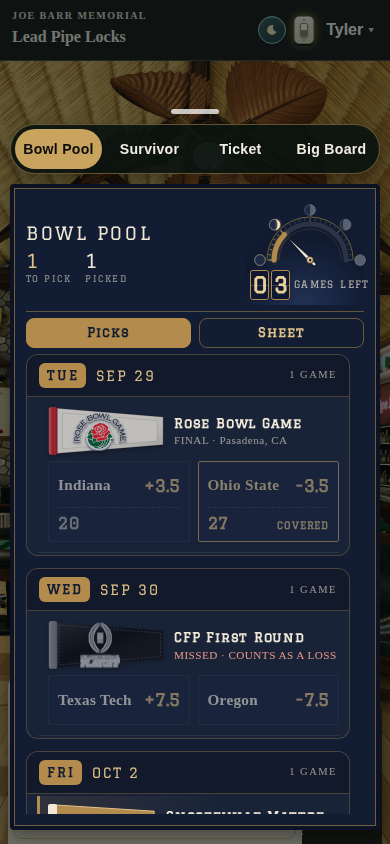 JOE BARR MEMORIAL
Lead Pipe Locks
Tyler
Bowl Pool Survivor Ticket Big Board
BOWL POOL
1 1
TO PICK PICKED
03 GAMES LEFT
PICKS SHEET
TUE SEP 29 1 GAME
ROSE BOWL GAME
ROSE BOWL GAME
FINAL · Pasadena, CA
Indiana +3.5 Ohio State -3.5
20 27 COVERED
WED SEP 30 1 GAME
CFP FIRST ROUND
MISSED · COUNTS AS A LOSS
Texas Tech +7.5 Oregon -7.5
FRI OCT 2 1 GAME